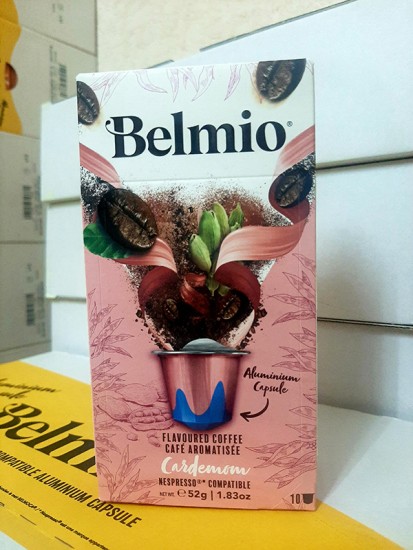 Belmio®
Aluminium
Capsule
FLAVOURED COFFEE
CAFÉ AROMATISÉE
Cardemom
NESPRESSO®* COMPATIBLE
NET WT. ℮52g | 1.83oz
10
Belm
COMPATIBLE ALUMINIUM CAPSULE